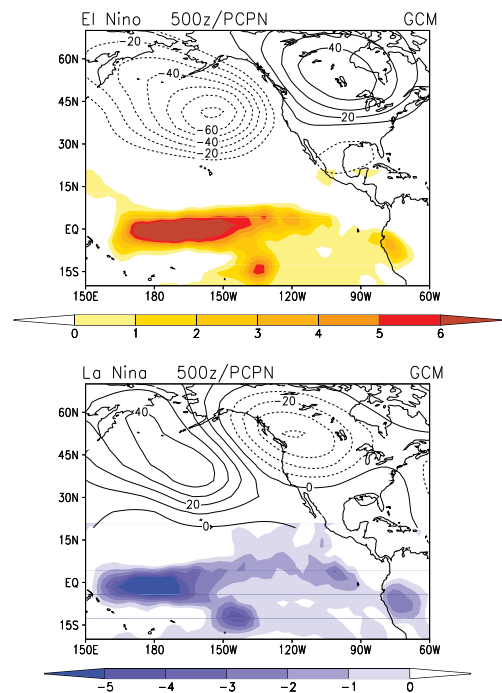 El Nino 500z/PCPN GCM
-20
40
60N
-40
45N
20
-60
-40
-20
30N
15N
EQ
15S
150E 180 150W 120W 90W 60W
0 1 2 3 4 5 6
La Nina 500z/PCPN GCM
-20
40
60N
45N
0
20
30N
0
15N
EQ
15S
150E 180 150W 120W 90W 60W
-5 -4 -3 -2 -1 0